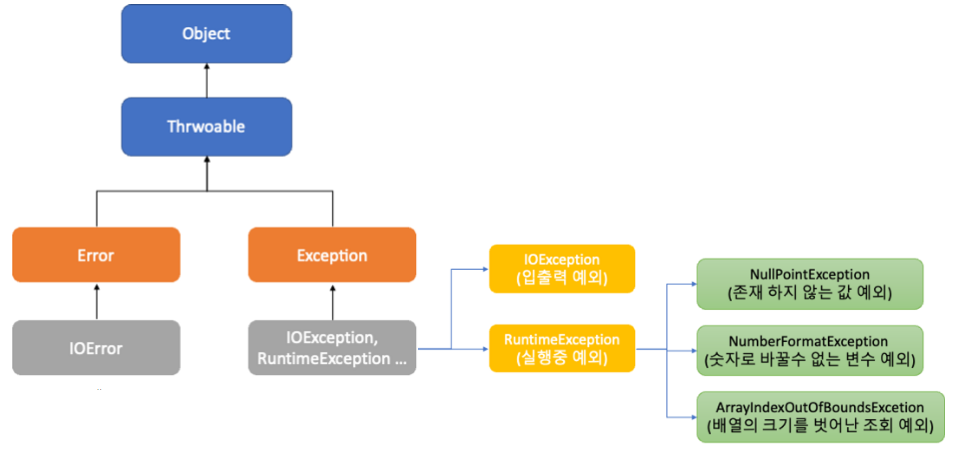 Object
Thrwoable
Error
Exception
IOError
IOException,
RuntimeException ...
IOException
(입출력 예외)
RuntimeException
(실행중 예외)
NullPointException
(존재 하지 않는 값 예외)
NumberFormatException
(숫자로 바꿀수 없는 변수 예외)
ArrayIndexOutOfBoundsExcetion
(배열의 크기를 벗어난 조회 예외)